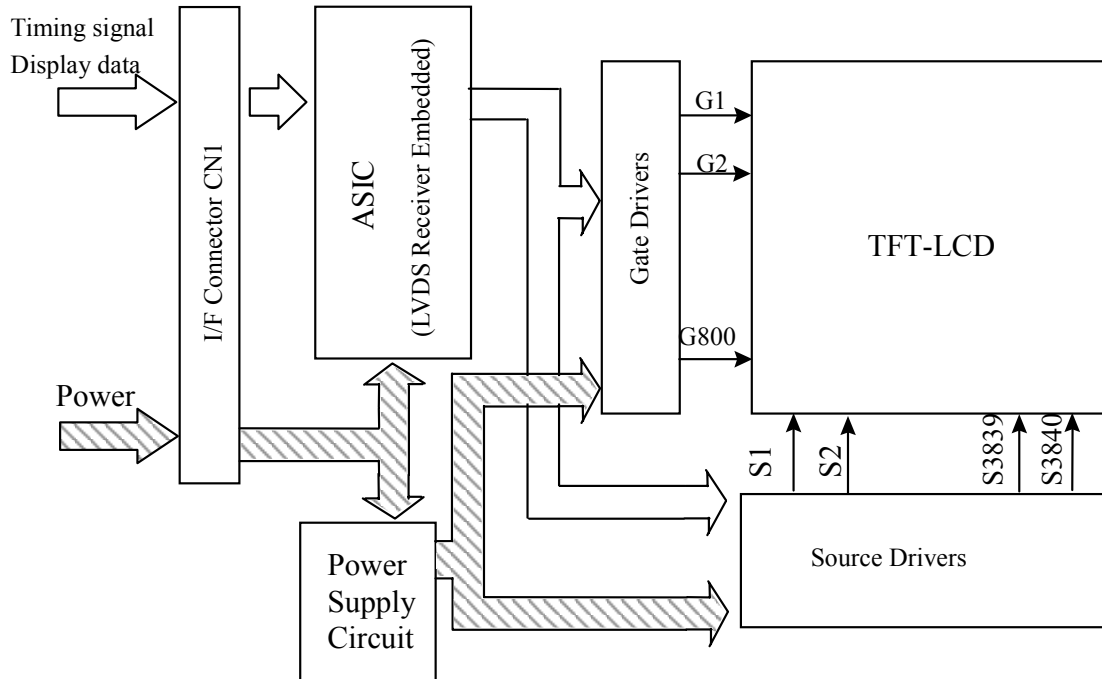 Timing signal
Display data
Power
I/F Connector CN1
ASIC
(LVDS Receiver Embedded)
Power
Supply
Circuit
Gate Drivers
G1
G2
G800
TFT-LCD
S1
S2
S3839
S3840
Source Drivers